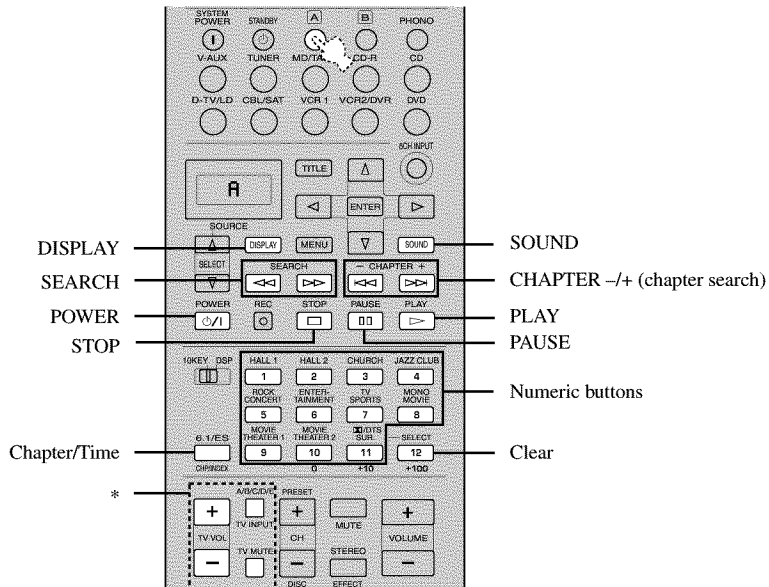 SYSTEM POWER STANDBY A B PHONO
V-AUX TUNER MD/TA CD-R CD
D-TV/LD CBL/SAT VCR 1 VCR2/DVR DVD
6CH INPUT
TITLE
A
ENTER
SOURCE
DISPLAY DISPLAY MENU SOUND SOUND
SELECT
SEARCH SEARCH – CHAPTER + CHAPTER –/+ (chapter search)
POWER REC STOP PAUSE PLAY
POWER PLAY
STOP PAUSE
10KEY DSP HALL 1 HALL 2 CHURCH JAZZ CLUB
1 2 3 4
Numeric buttons
ROCK CONCERT ENTER-TAINMENT TV SPORTS MONO MOVIE
5 6 7 8
6.1/ES MOVIE THEATER 1 MOVIE THEATER 2 /DTS SUR. SELECT
Chapter/Time 9 10 11 12 Clear
CHP/INDEX 0 +10 +100
*
A/B/C/D/E PRESET
+ TV INPUT + MUTE +
TV VOL CH VOLUME
– TV MUTE – STEREO –
DISC EFFECT